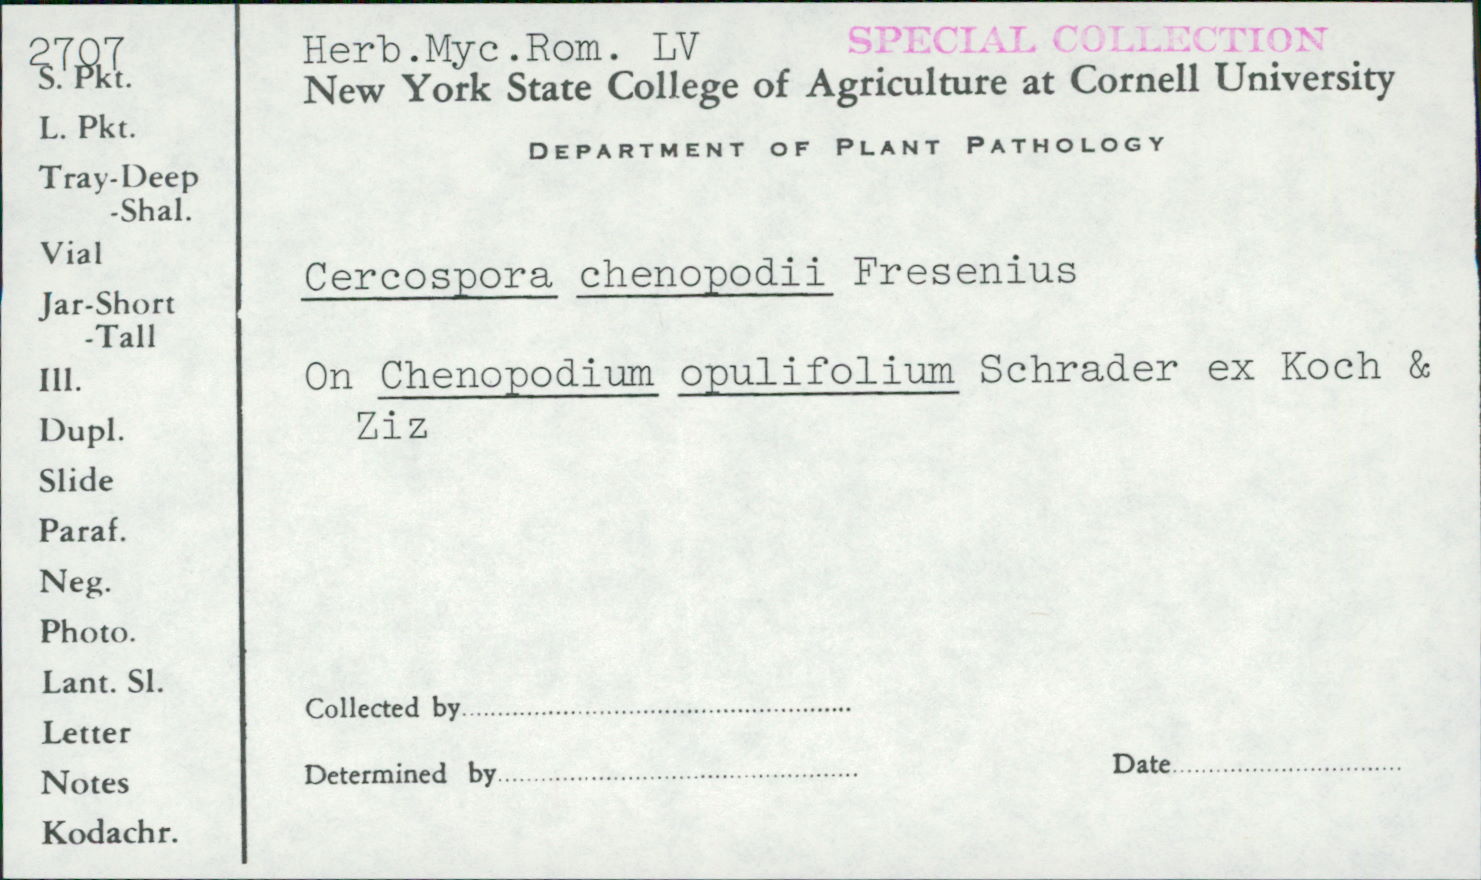 2707
S. Pkt.
L. Pkt.
Tray-Deep
-Shal.
Vial
Jar-Short
-Tall
Ill.
Dupl.
Slide
Paraf.
Neg.
Photo.
Lant. Sl.
Letter
Notes
Kodachr.
Herb.Myc.Rom. LV
SPECIAL COLLECTION
New York State College of Agriculture at Cornell University
DEPARTMENT OF PLANT PATHOLOGY
Cercospora chenopodii Fresenius
On Chenopodium opulifolium Schrader ex Koch &
Ziz
Collected by
Determined by
Date